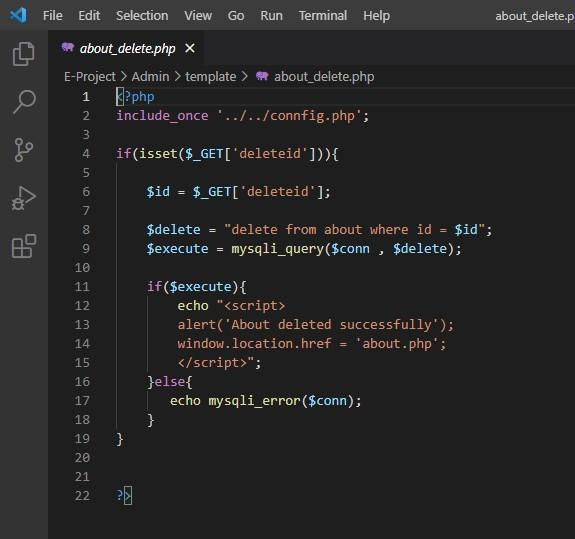 File Edit Selection View Go Run Terminal Help about_delete.p
about_delete.php ×
E-Project > Admin > template > about_delete.php
1 <?php
2 include_once '../../connfig.php';
3
4 if(isset($_GET['deleteid'])){
5
6     $id = $_GET['deleteid'];
7
8     $delete = "delete from about where id = $id";
9     $execute = mysqli_query($conn , $delete);
10
11     if($execute){
12         echo "<script>
13         alert('About deleted successfully');
14         window.location.href = 'about.php';
15         </script>";
16     }else{
17        echo mysqli_error($conn);
18     }
19 }
20
21
22 ?>